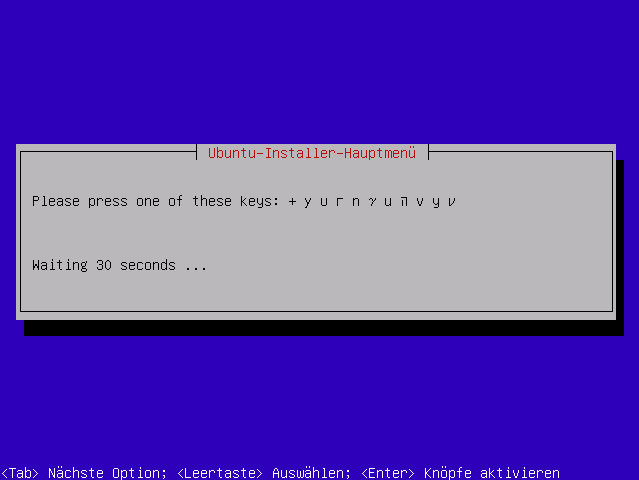 Ubuntu-Installer-Hauptmenü
Please press one of these keys: + y υ г n γ u ח v y ν
Waiting 30 seconds ...
<Tab> Nächste Option; <Leertaste> Auswählen; <Enter> Knöpfe aktivieren